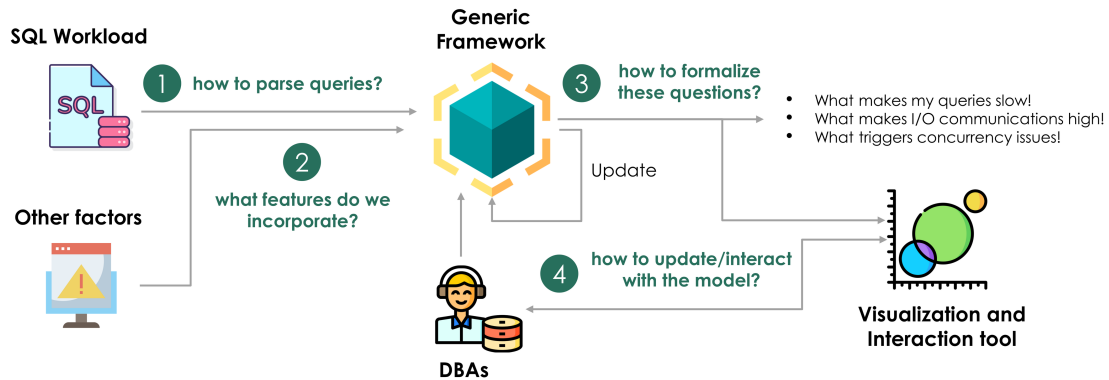 SQL Workload
SQL
1
how to parse queries?
Generic
Framework
3
how to formalize
these questions?
• What makes my queries slow!
• What makes I/O communications high!
• What triggers concurrency issues!
2
what features do we
incorporate?
Update
Other factors
!
4
how to update/interact
with the model?
DBAs
Visualization and
Interaction tool